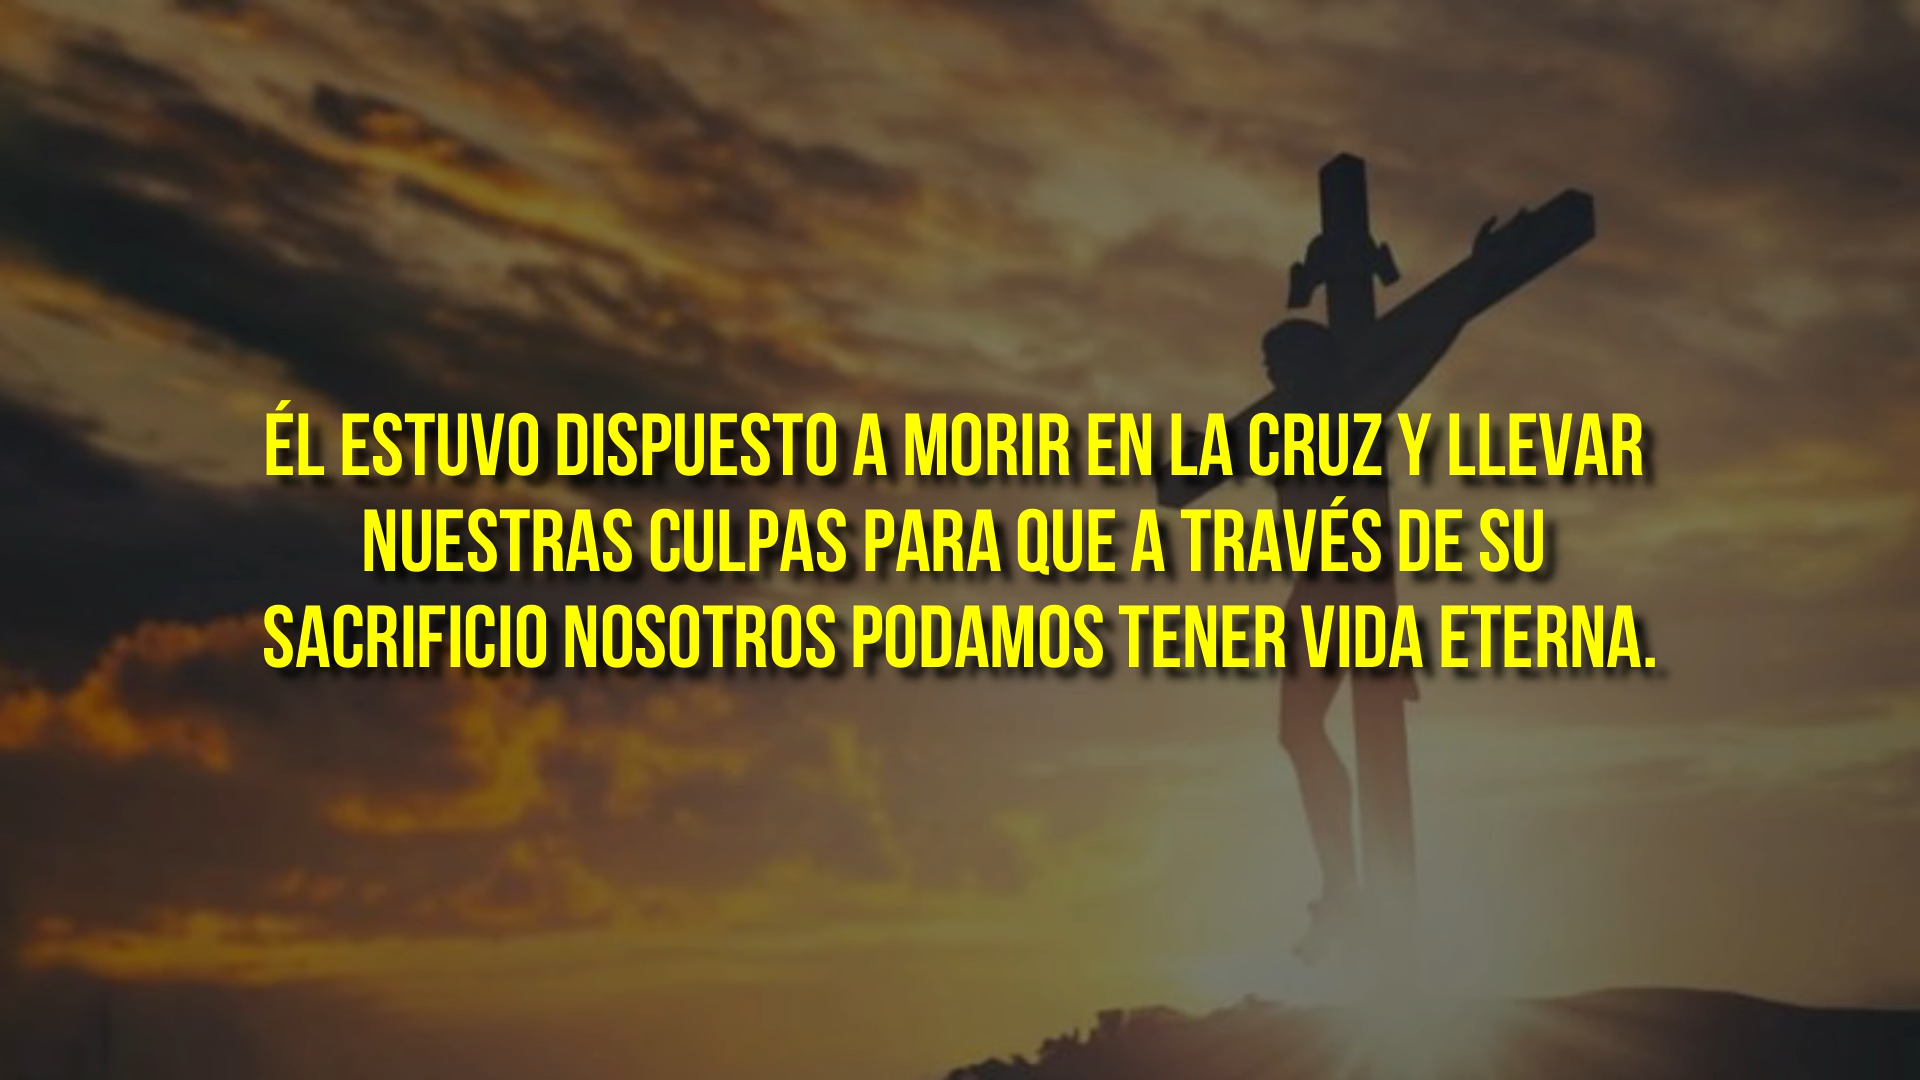 ÉL ESTUVO DISPUESTO A MORIR EN LA CRUZ Y LLEVAR
NUESTRAS CULPAS PARA QUE A TRAVÉS DE SU
SACRIFICIO NOSOTROS PODAMOS TENER VIDA ETERNA.